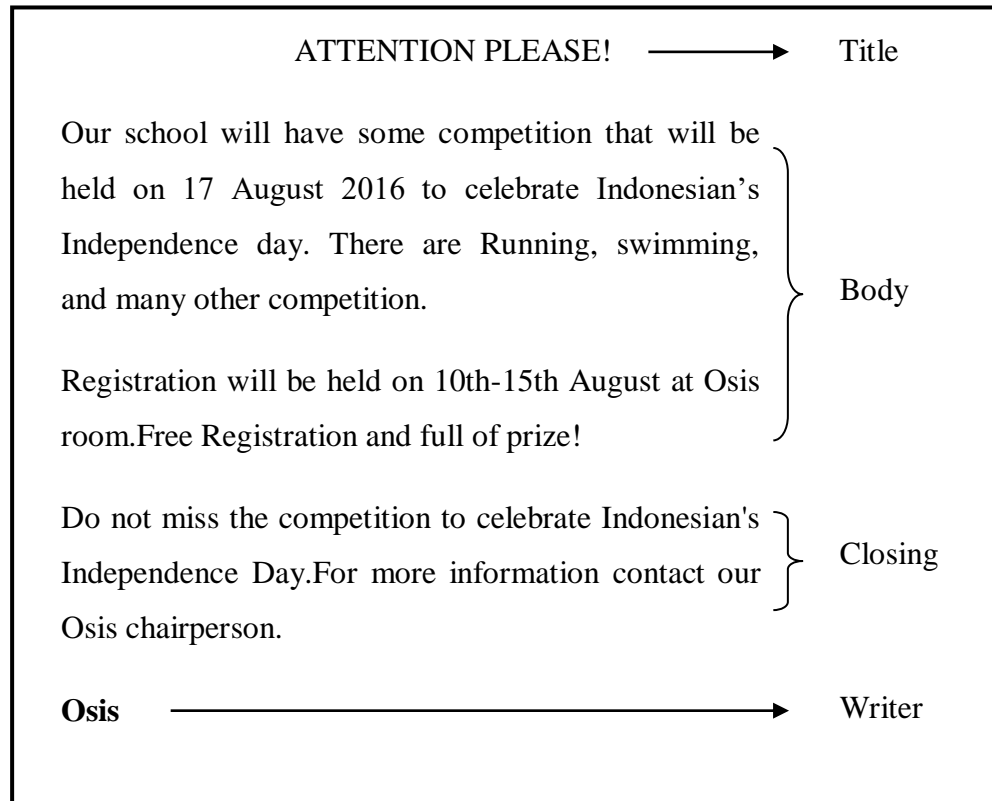 ATTENTION PLEASE! Title
Our school will have some competition that will be
held on 17 August 2016 to celebrate Indonesian’s
Independence day. There are Running, swimming,
and many other competition.
Body
Registration will be held on 10th-15th August at Osis
room.Free Registration and full of prize!
Do not miss the competition to celebrate Indonesian's
Independence Day.For more information contact our
Osis chairperson.
Closing
Osis Writer